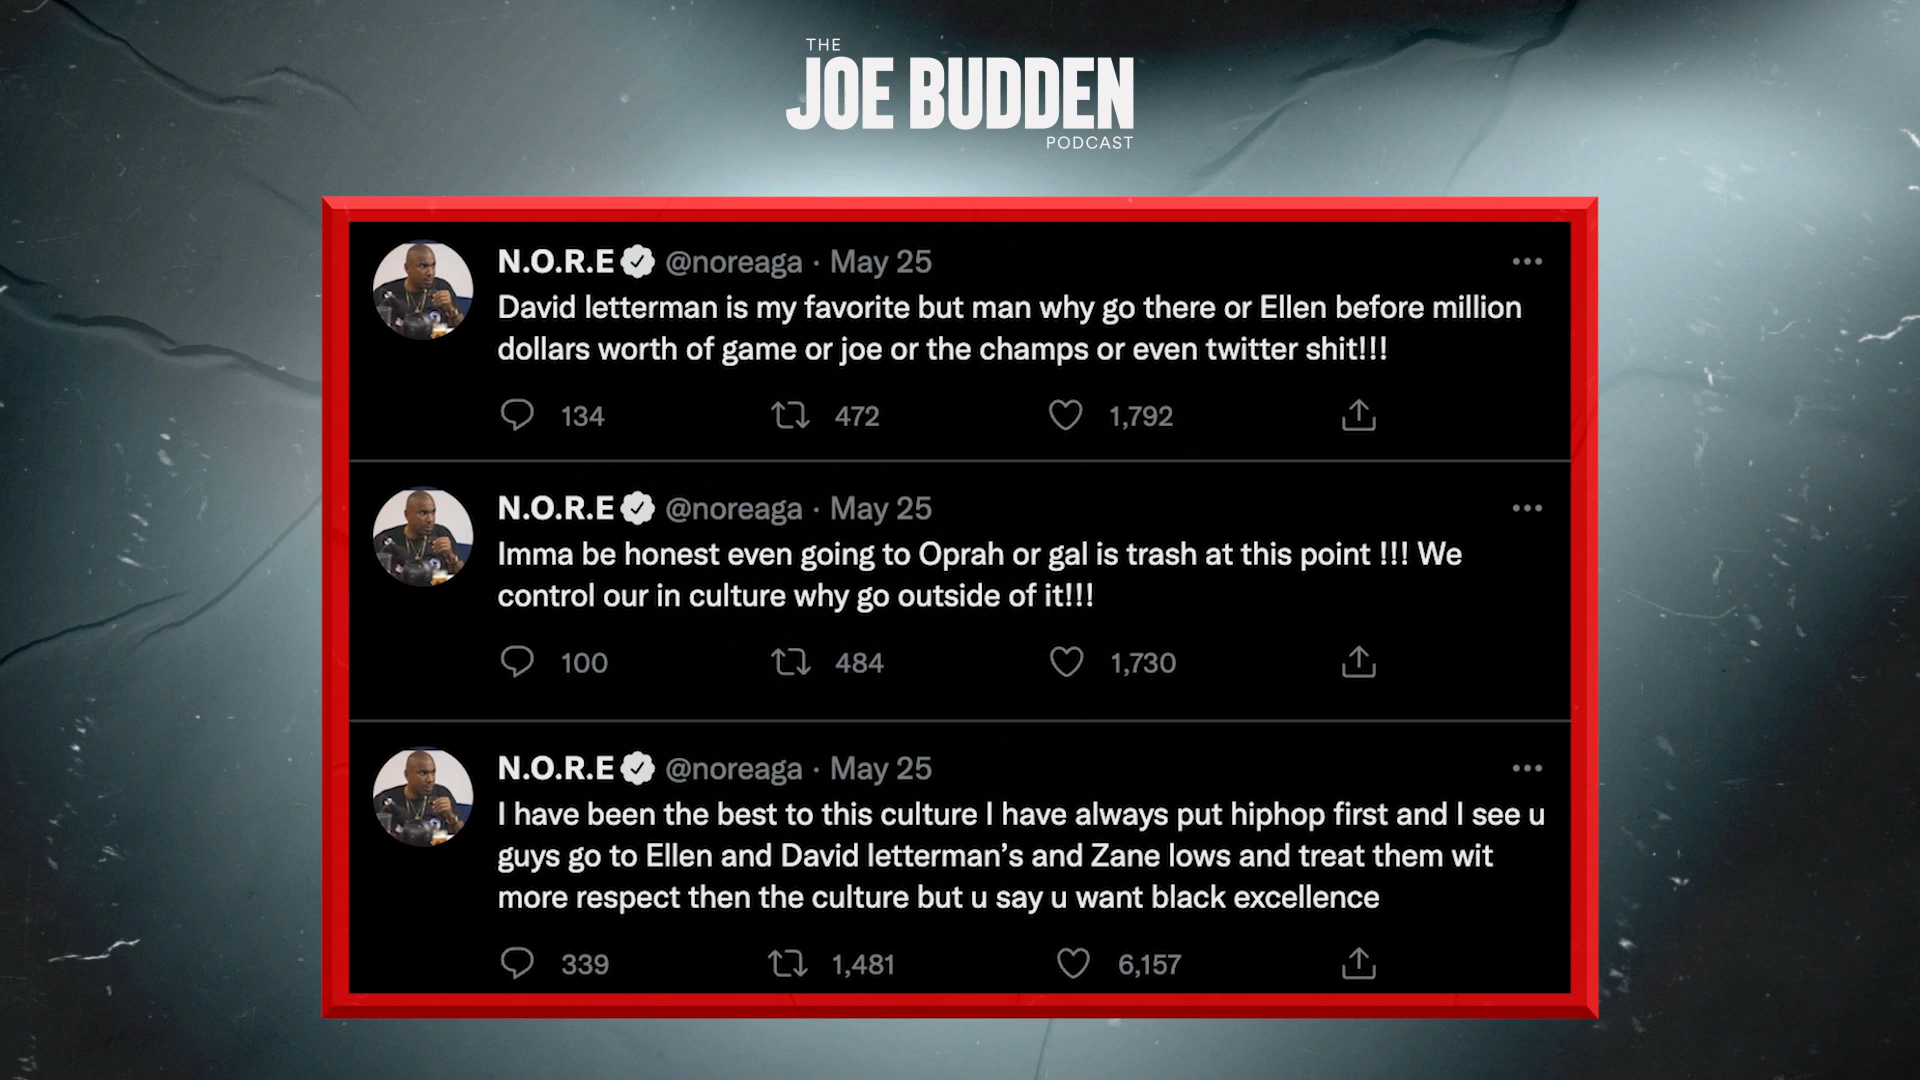 THE
JOE BUDDEN
PODCAST
N.O.R.E @noreaga · May 25
David letterman is my favorite but man why go there or Ellen before million
dollars worth of game or joe or the champs or even twitter shit!!!
134 472 1,792
N.O.R.E @noreaga · May 25
Imma be honest even going to Oprah or gal is trash at this point !!! We
control our in culture why go outside of it!!!
100 484 1,730
N.O.R.E @noreaga · May 25
I have been the best to this culture I have always put hiphop first and I see u
guys go to Ellen and David letterman’s and Zane lows and treat them wit
more respect then the culture but u say u want black excellence
339 1,481 6,157